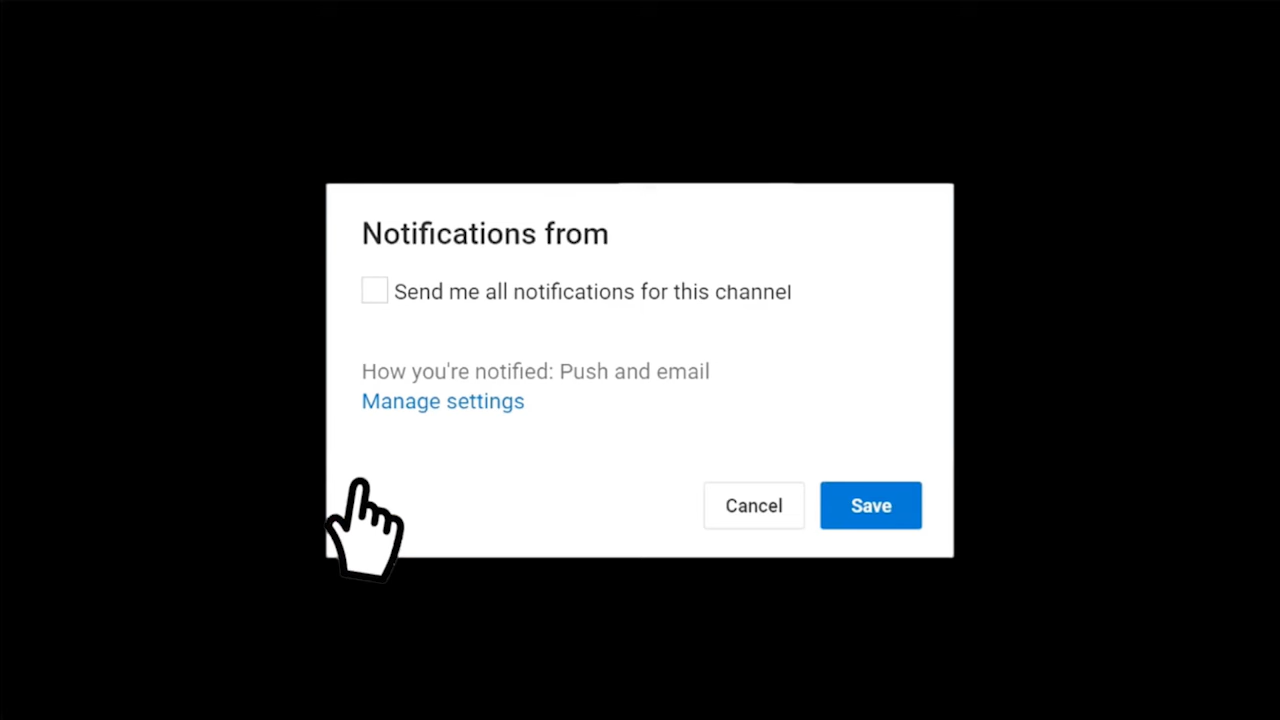 Notifications from
Send me all notifications for this channel
How you're notified: Push and email
Manage settings
Cancel
Save